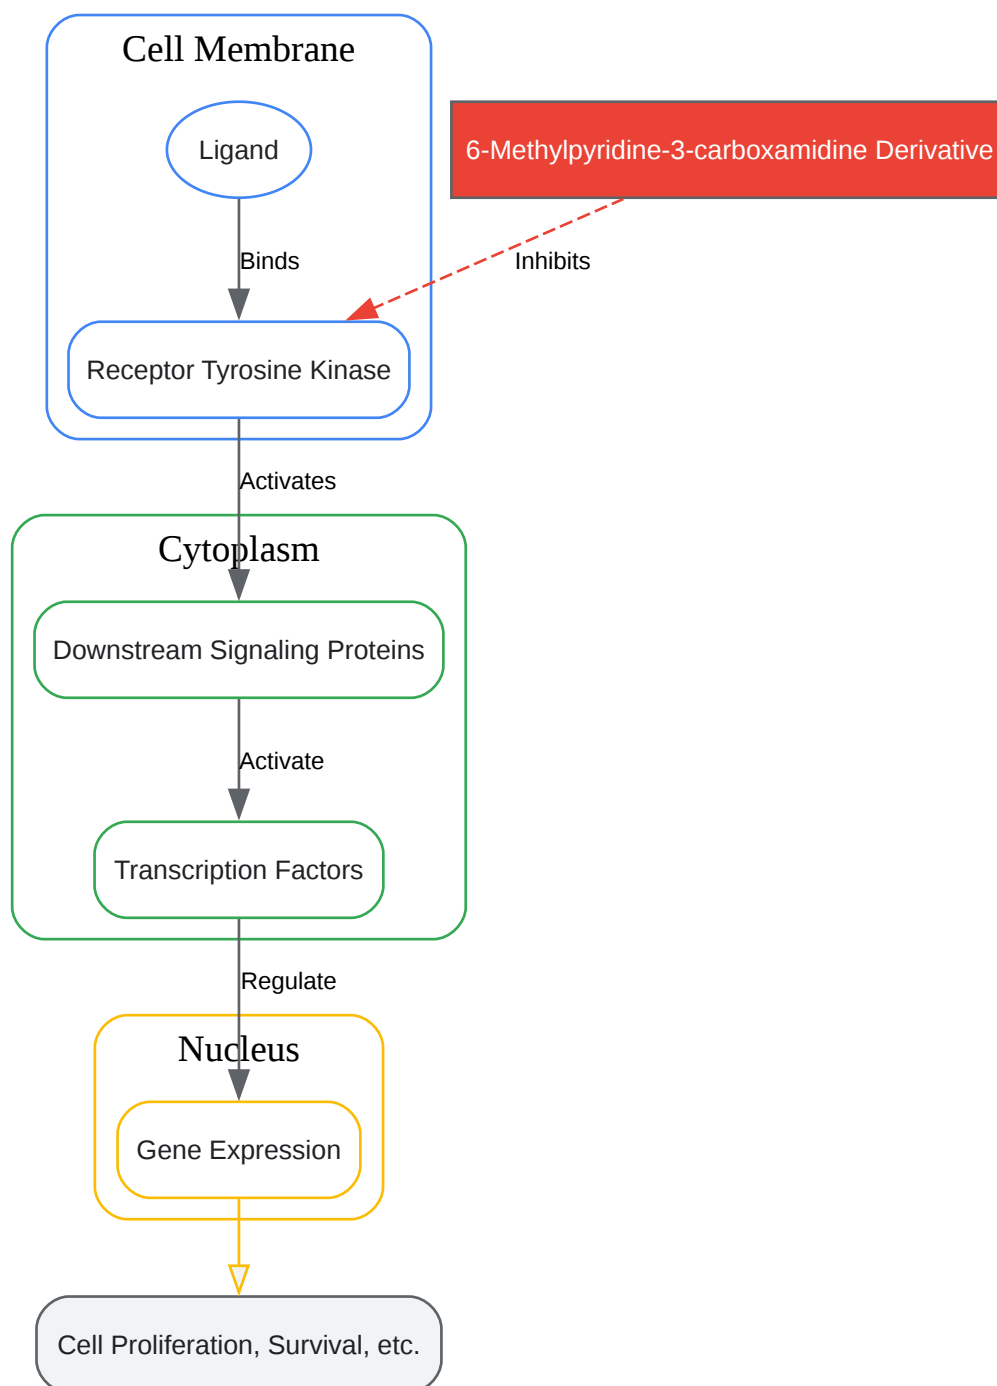 Cell Membrane
Ligand
6-Methylpyridine-3-carboxamidine Derivative
Binds
Inhibits
Receptor Tyrosine Kinase
Activates
Cytoplasm
Downstream Signaling Proteins
Activate
Transcription Factors
Regulate
Nucleus
Gene Expression
Cell Proliferation, Survival, etc.